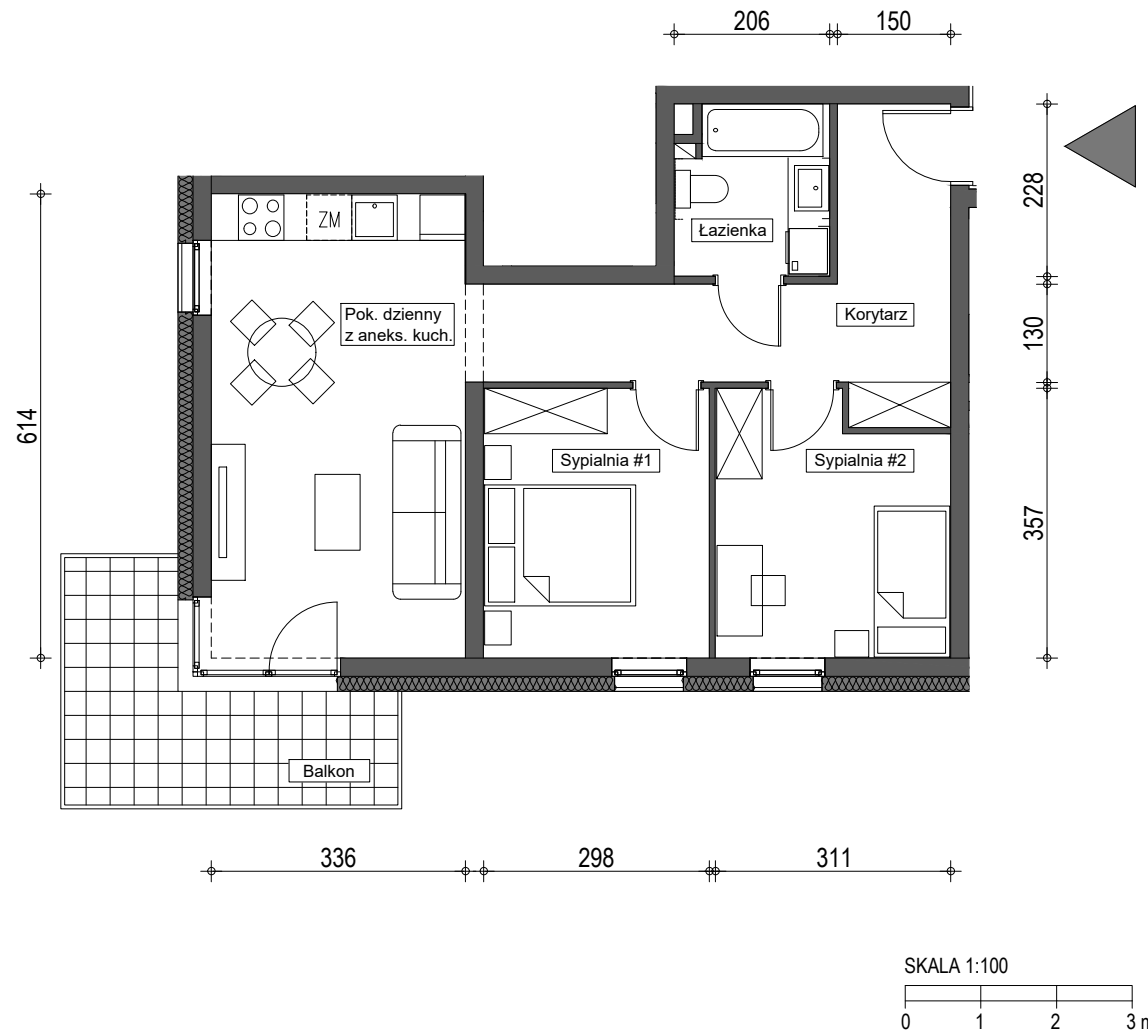 206
150
228
ZM
Łazienka
Pok. dzienny
z aneks. kuch.
Korytarz
130
614
Sypialnia #1
Sypialnia #2
357
Balkon
336
298
311
SKALA 1:100
0
1
2
3 m